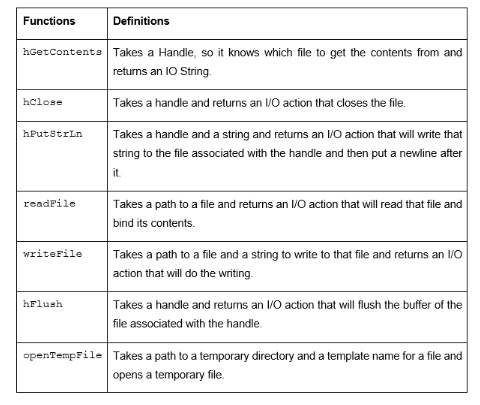 Functions Definitions
hGetContents Takes a Handle, so it knows which file to get the contents from and
returns an IO String.
hClose Takes a handle and returns an I/O action that closes the file.
hPutStrLn Takes a handle and a string and returns an I/O action that will write that
string to the file associated with the handle and then put a newline after
it.
readFile Takes a path to a file and returns an I/O action that will read that file and
bind its contents.
writeFile Takes a path to a file and a string to write to that file and returns an I/O
action that will do the writing.
hFlush Takes a handle and returns an I/O action that will flush the buffer of the
file associated with the handle.
openTempFile Takes a path to a temporary directory and a template name for a file and
opens a temporary file.